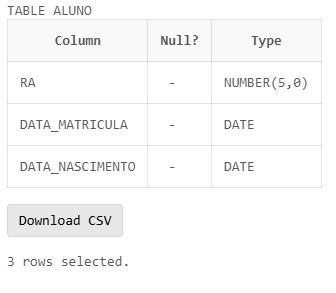 TABLE ALUNO
Column Null? Type
RA - NUMBER(5,0)
DATA_MATRICULA - DATE
DATA_NASCIMENTO - DATE
Download CSV
3 rows selected.